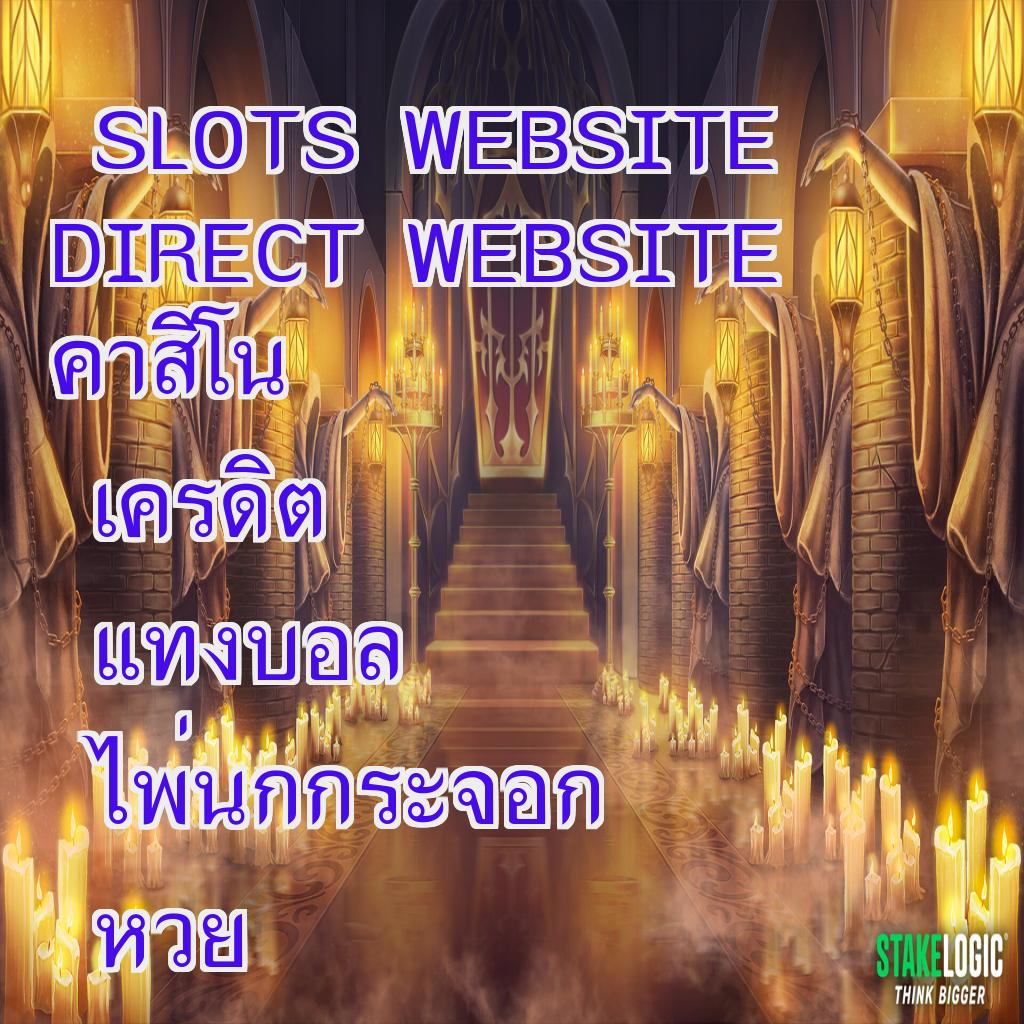 SLOTS WEBSITE
DIRECT WEBSITE
คาสิโน
เครดิต
แทงบอล
ไพ่นกกระจอก
หวย
STAKELOGIC
THINK BIGGER